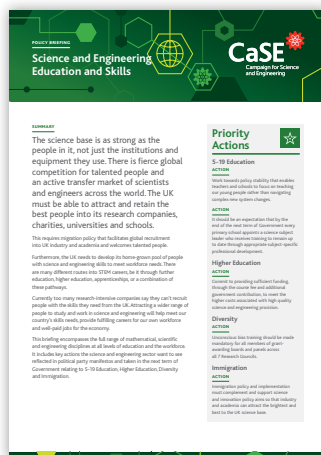 POLICY BRIEFING
Science and Engineering
Education and Skills
CaSE
Campaign for Science
and Engineering
SUMMARY
The science base is as strong as the
people in it, not just the institutions and
equipment they use. There is fierce global
competition for talented people and
an active transfer market of scientists
and engineers across the world. The UK
must be able to attract and retain the
best people into its research companies,
charities, universities and schools.
This requires migration policy that facilitates global recruitment
into UK industry and academia and welcomes talented people.
Furthermore, the UK needs to develop its home-grown pool of people
with science and engineering skills to meet workforce needs. There
are many different routes into STEM careers, be it through further
education, higher education, apprenticeships, or a combination of
these pathways.
Currently too many research-intensive companies say they can't recruit
people with the skills they need from the UK. Attracting a wider range of
people to study and work in science and engineering will help meet our
country's skills needs, provide fulfilling careers for our own workforce
and well-paid jobs for the economy.
This briefing encompasses the full range of mathematical, scientific
and engineering disciplines at all levels of education and the workforce.
It includes key actions the science and engineering sector want to see
reflected in political party manifestos and taken in the next term of
Government relating to 5-19 Education, Higher Education, Diversity
and Immigration.
Priority
Actions
5-19 Education
ACTION
Work towards policy stability that enables
teachers and schools to focus on teaching
our young people rather than navigating
complex new system changes.
ACTION
It should be an expectation that by the
end of the next term of Government every
primary school appoints a science subject
leader who receives training to remain up
to date through appropriate subject-specific
professional development.
Higher Education
ACTION
Commit to providing sufficient funding,
through the course fee and additional
government contribution, to meet the
higher costs associated with high-quality
science and engineering provision.
Diversity
ACTION
Unconscious bias training should be made
mandatory for all members of grant-
awarding boards and panels across
all 7 Research Councils.
Immigration
ACTION
Immigration policy and implementation
must complement and support science
and innovation policy aims so that industry
and academia can attract the brightest and
best to the UK science base.